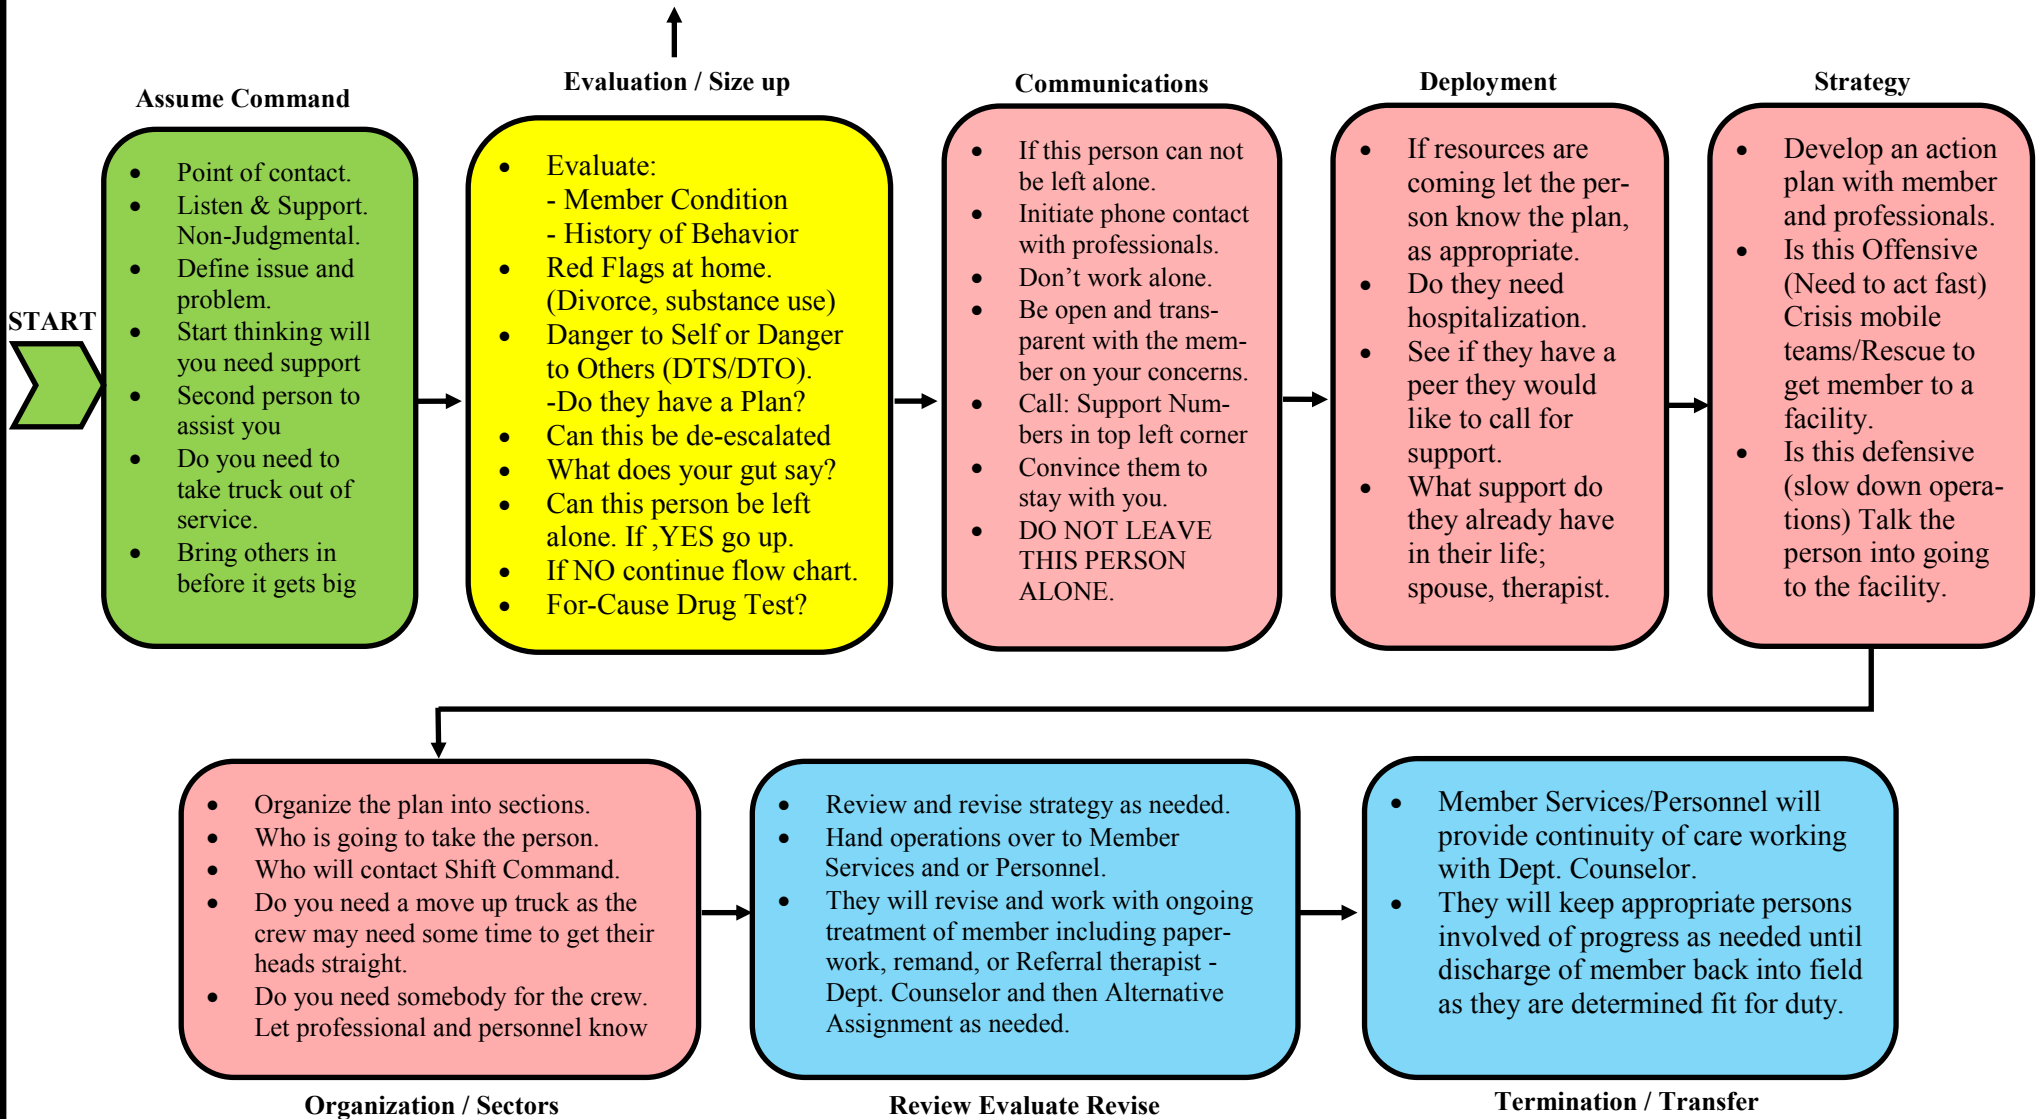 START
Assume Command
• Point of contact.
• Listen & Support.
Non-Judgmental.
• Define issue and
problem.
• Start thinking will
you need support
• Second person to
assist you
• Do you need to
take truck out of
service.
• Bring others in
before it gets big
Evaluation / Size up
• Evaluate:
- Member Condition
- History of Behavior
• Red Flags at home.
(Divorce, substance use)
• Danger to Self or Danger
to Others (DTS/DTO).
-Do they have a Plan?
• Can this be de-escalated
• What does your gut say?
• Can this person be left
alone. If ,YES go up.
• If NO continue flow chart.
• For-Cause Drug Test?
Communications
• If this person can not
be left alone.
• Initiate phone contact
with professionals.
• Don’t work alone.
• Be open and trans-
parent with the mem-
ber on your concerns.
• Call: Support Num-
bers in top left corner
• Convince them to
stay with you.
• DO NOT LEAVE
THIS PERSON
ALONE.
Deployment
• If resources are
coming let the per-
son know the plan,
as appropriate.
• Do they need
hospitalization.
• See if they have a
peer they would
like to call for
support.
• What support do
they already have
in their life;
spouse, therapist.
Strategy
• Develop an action
plan with member
and professionals.
• Is this Offensive
(Need to act fast)
Crisis mobile
teams/Rescue to
get member to a
facility.
• Is this defensive
(slow down opera-
tions) Talk the
person into going
to the facility.
• Organize the plan into sections.
• Who is going to take the person.
• Who will contact Shift Command.
• Do you need a move up truck as the
crew may need some time to get their
heads straight.
• Do you need somebody for the crew.
Let professional and personnel know
Organization / Sectors
• Review and revise strategy as needed.
• Hand operations over to Member
Services and or Personnel.
• They will revise and work with ongoing
treatment of member including paper-
work, remand, or Referral therapist -
Dept. Counselor and then Alternative
Assignment as needed.
Review Evaluate Revise
• Member Services/Personnel will
provide continuity of care working
with Dept. Counselor.
• They will keep appropriate persons
involved of progress as needed until
discharge of member back into field
as they are determined fit for duty.
Termination / Transfer